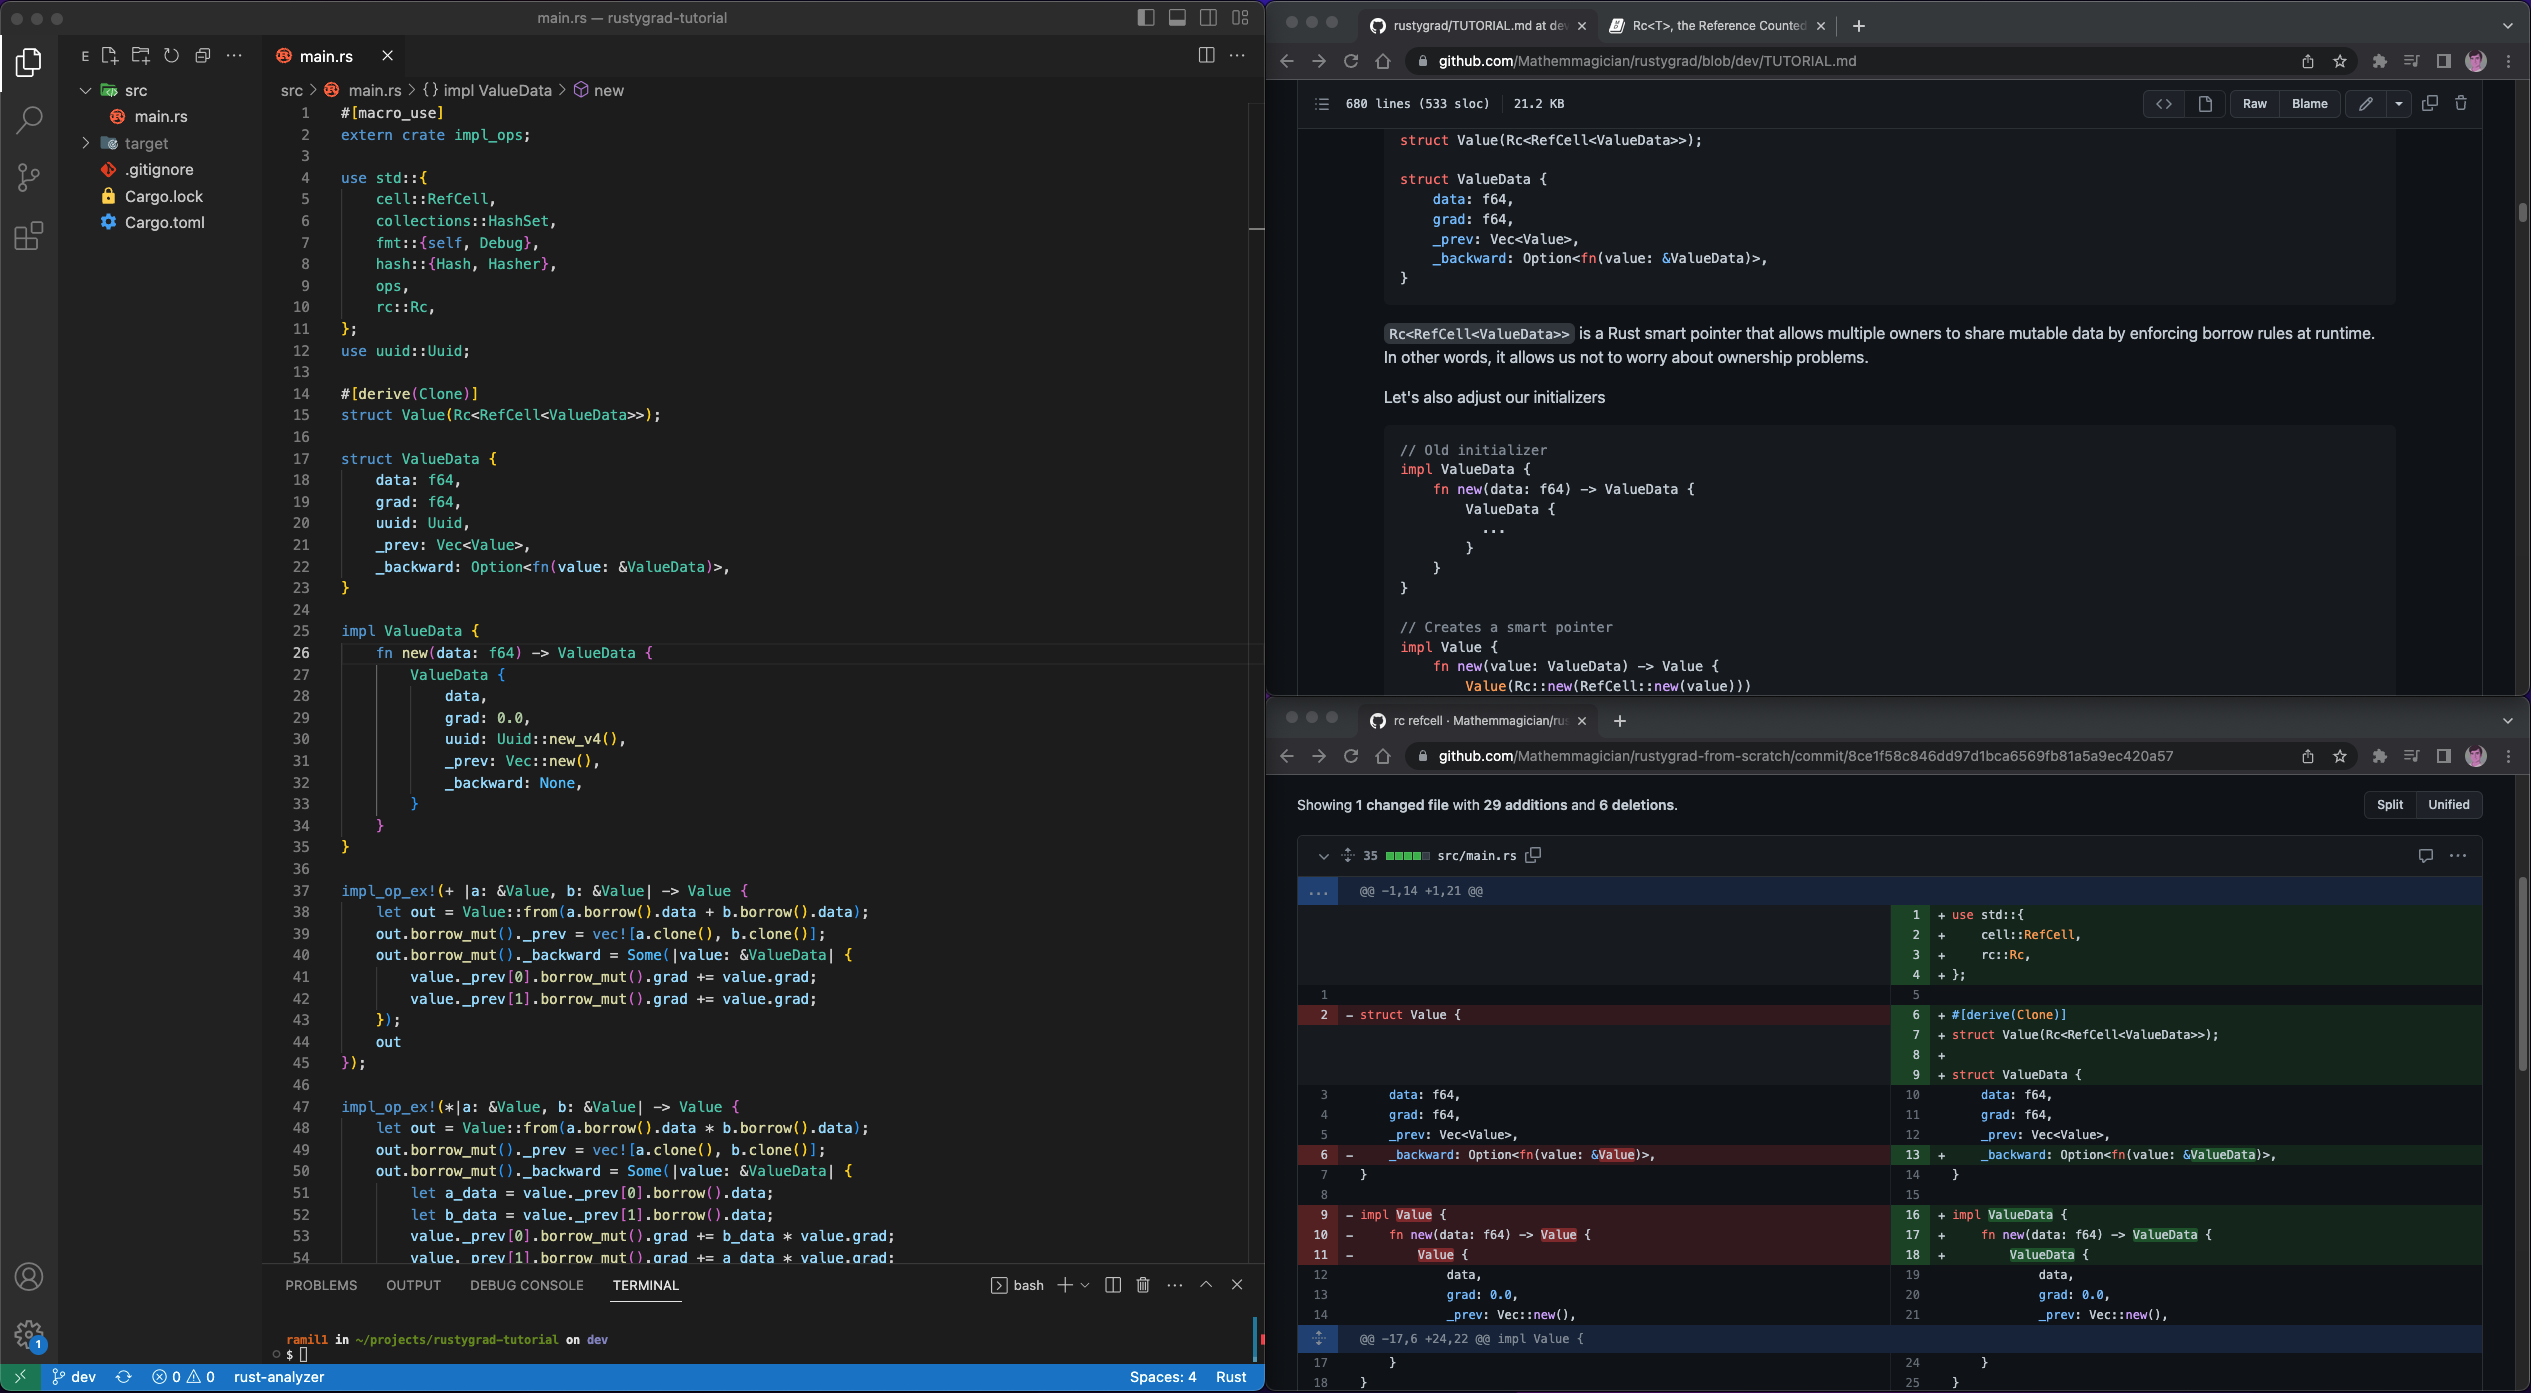 main.rs — rustygrad-tutorial
E
src
main.rs
target
.gitignore
Cargo.lock
Cargo.toml
1
main.rs
src > main.rs > {} impl ValueData > new
1 #[macro_use]
2 extern crate impl_ops;
3
4 use std::{
5     cell::RefCell,
6     collections::HashSet,
7     fmt::{self, Debug},
8     hash::{Hash, Hasher},
9     ops,
10     rc::Rc,
11 };
12 use uuid::Uuid;
13
14 #[derive(Clone)]
15 struct Value(Rc<RefCell<ValueData>>);
16
17 struct ValueData {
18     data: f64,
19     grad: f64,
20     uuid: Uuid,
21     _prev: Vec<Value>,
22     _backward: Option<fn(value: &ValueData)>,
23 }
24
25 impl ValueData {
26     fn new(data: f64) -> ValueData {
27         ValueData {
28             data,
29             grad: 0.0,
30             uuid: Uuid::new_v4(),
31             _prev: Vec::new(),
32             _backward: None,
33         }
34     }
35 }
36
37 impl_op_ex!(+ |a: &Value, b: &Value| -> Value {
38     let out = Value::from(a.borrow().data + b.borrow().data);
39     out.borrow_mut()._prev = vec![a.clone(), b.clone()];
40     out.borrow_mut()._backward = Some(|value: &ValueData| {
41         value._prev[0].borrow_mut().grad += value.grad;
42         value._prev[1].borrow_mut().grad += value.grad;
43     });
44     out
45 });
46
47 impl_op_ex!(*|a: &Value, b: &Value| -> Value {
48     let out = Value::from(a.borrow().data * b.borrow().data);
49     out.borrow_mut()._prev = vec![a.clone(), b.clone()];
50     out.borrow_mut()._backward = Some(|value: &ValueData| {
51         let a_data = value._prev[0].borrow().data;
52         let b_data = value._prev[1].borrow().data;
53         value._prev[0].borrow_mut().grad += b_data * value.grad;
54         value._prev[1].borrow_mut().grad += a_data * value.grad;
PROBLEMS OUTPUT DEBUG CONSOLE TERMINAL
bash
ramil1 in ~/projects/rustygrad-tutorial on dev
$
dev 0 0 rust-analyzer Spaces: 4 Rust
rustygrad/TUTORIAL.md at de
Rc<T>, the Reference Counted
github.com/Mathemmagician/rustygrad/blob/dev/TUTORIAL.md
680 lines (533 sloc) 21.2 KB
Raw Blame
struct Value(Rc<RefCell<ValueData>>);
struct ValueData {
    data: f64,
    grad: f64,
    _prev: Vec<Value>,
    _backward: Option<fn(value: &ValueData)>,
}
Rc<RefCell<ValueData>> is a Rust smart pointer that allows multiple owners to share mutable data by enforcing borrow rules at runtime.
In other words, it allows us not to worry about ownership problems.
Let's also adjust our initializers
// Old initializer
impl ValueData {
    fn new(data: f64) -> ValueData {
        ValueData {
          ...
        }
    }
}
// Creates a smart pointer
impl Value {
    fn new(value: ValueData) -> Value {
        Value(Rc::new(RefCell::new(value)))
rc refcell · Mathemmagician/rus
github.com/Mathemmagician/rustygrad-from-scratch/commit/8ce1f58c846dd97d1bca6569fb81a5a9ec420a57
Showing 1 changed file with 29 additions and 6 deletions.
Split Unified
35 src/main.rs
... @@ -1,14 +1,21 @@
1 + use std::{
2 +     cell::RefCell,
3 +     rc::Rc,
4 + };
1 5
2 - struct Value {
6 + #[derive(Clone)]
7 + struct Value(Rc<RefCell<ValueData>>);
8 +
9 + struct ValueData {
3     data: f64, 10     data: f64,
4     grad: f64, 11     grad: f64,
5     _prev: Vec<Value>, 12     _prev: Vec<Value>,
6 -     _backward: Option<fn(value: &Value)>, 13 +     _backward: Option<fn(value: &ValueData)>,
7 } 14 }
8 15
9 - impl Value { 16 + impl ValueData {
10 -     fn new(data: f64) -> Value { 17 +     fn new(data: f64) -> ValueData {
11 -         Value { 18 +         ValueData {
12             data, 19             data,
13             grad: 0.0, 20             grad: 0.0,
14             _prev: Vec::new(), 21             _prev: Vec::new(),
@@ -17,6 +24,22 @@ impl Value {
17     } 24     }
18 } 25 }